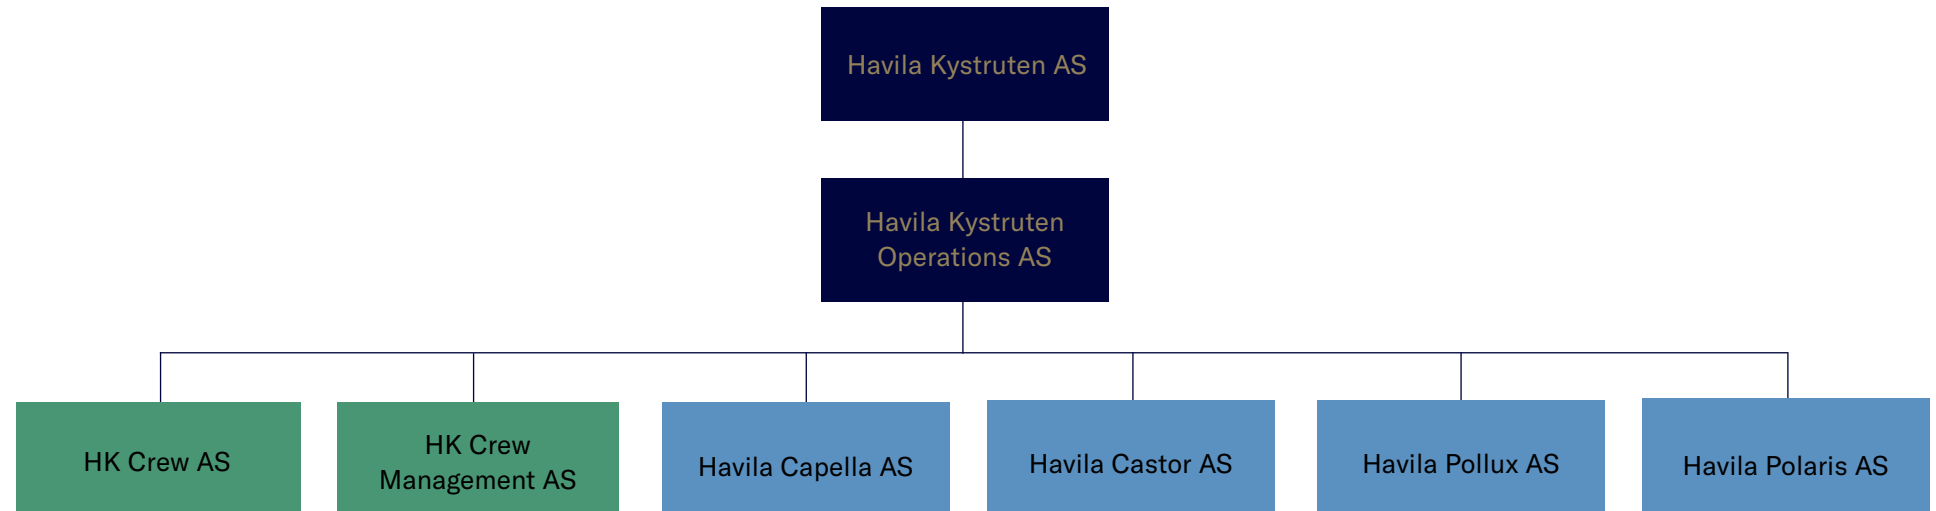 Havila Kystruten AS
Havila Kystruten
Operations AS
HK Crew AS
HK Crew
Management AS
Havila Capella AS
Havila Castor AS
Havila Pollux AS
Havila Polaris AS